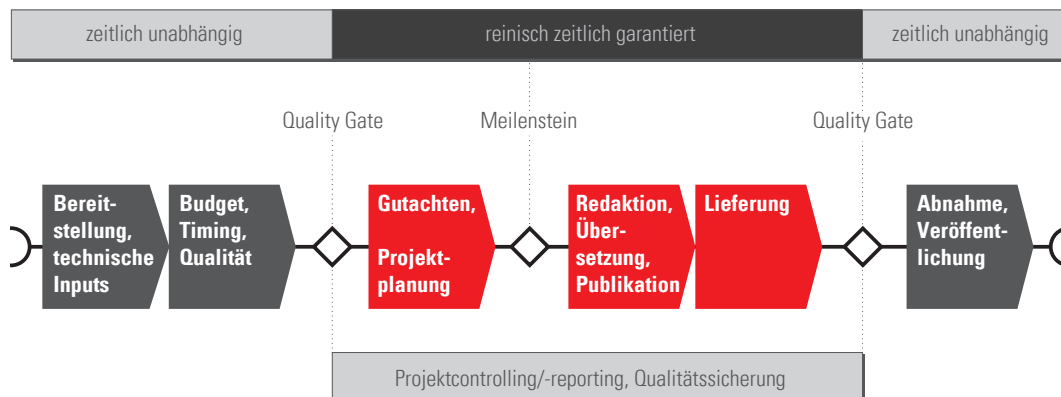 zeitlich unabhängig
reinisch zeitlich garantiert
zeitlich unabhängig
Quality Gate
Meilenstein
Quality Gate
Bereit-
stellung,
technische
Inputs
Budget,
Timing,
Qualität
Gutachten,
Projekt-
planung
Redaktion,
Über-
setzung,
Publikation
Lieferung
Abnahme,
Veröffent-
lichung
Projektcontrolling/-reporting, Qualitätssicherung